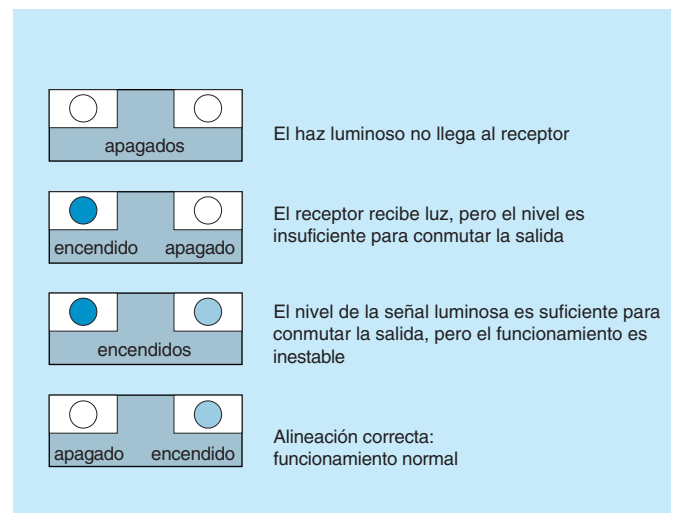 apagados
El haz luminoso no llega al receptor
encendido apagado
El receptor recibe luz, pero el nivel es
insuficiente para conmutar la salida
encendidos
El nivel de la señal luminosa es suficiente para
conmutar la salida, pero el funcionamiento es
inestable
apagado encendido
Alineación correcta:
funcionamiento normal